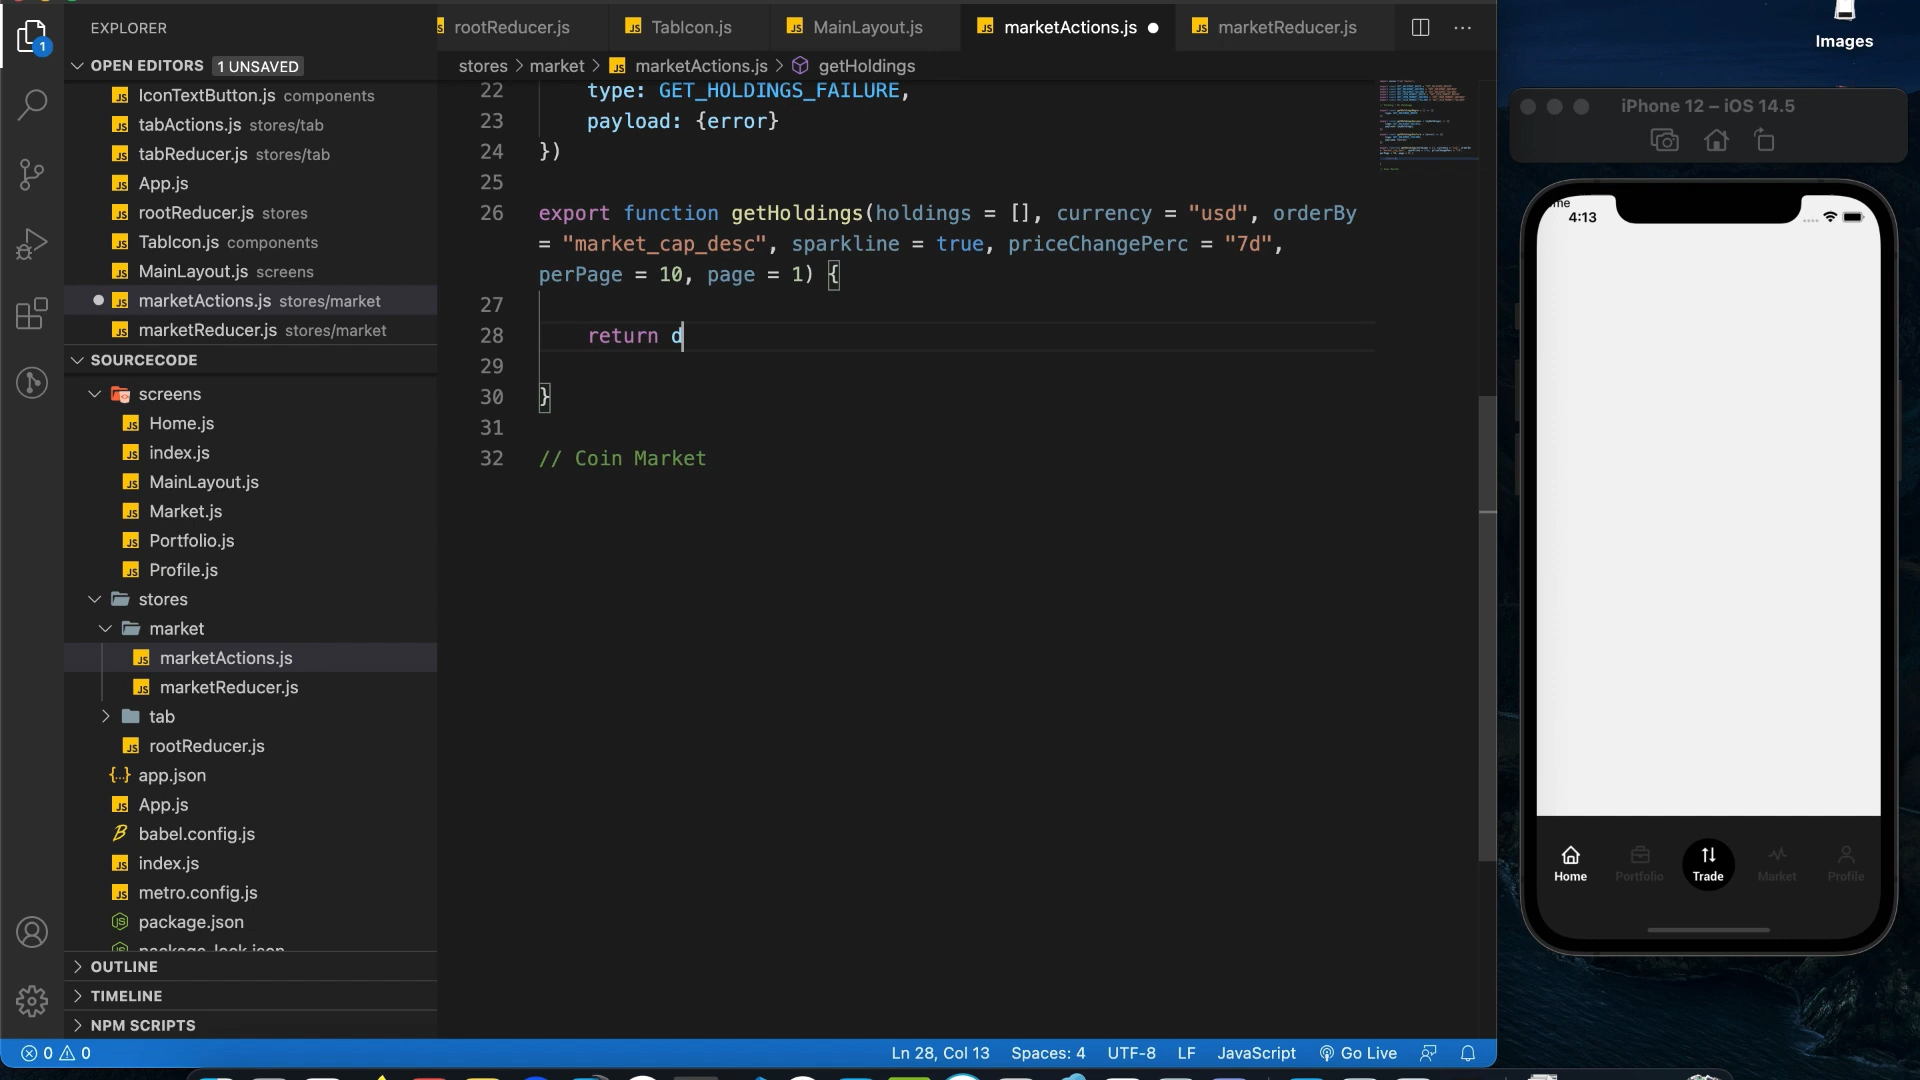 EXPLORER
OPEN EDITORS 1 UNSAVED
IconTextButton.js components
tabActions.js stores/tab
tabReducer.js stores/tab
App.js
rootReducer.js stores
TabIcon.js components
MainLayout.js screens
marketActions.js stores/market
marketReducer.js stores/market
SOURCECODE
screens
Home.js
index.js
MainLayout.js
Market.js
Portfolio.js
Profile.js
stores
market
marketActions.js
marketReducer.js
tab
rootReducer.js
app.json
App.js
babel.config.js
index.js
metro.config.js
package.json
package-lock.json
OUTLINE
TIMELINE
NPM SCRIPTS
rootReducer.js TabIcon.js MainLayout.js marketActions.js marketReducer.js
stores > market > marketActions.js > getHoldings
22 type: GET_HOLDINGS_FAILURE,
23 payload: {error}
24 })
25
26 export function getHoldings(holdings = [], currency = "usd", orderBy
= "market_cap_desc", sparkline = true, priceChangePerc = "7d",
perPage = 10, page = 1) {
27
28 return d
29
30 }
31
32 // Coin Market
0 0 Ln 28, Col 13 Spaces: 4 UTF-8 LF JavaScript Go Live
Images
iPhone 12 – iOS 14.5
4:13
Home Portfolio Trade Market Profile